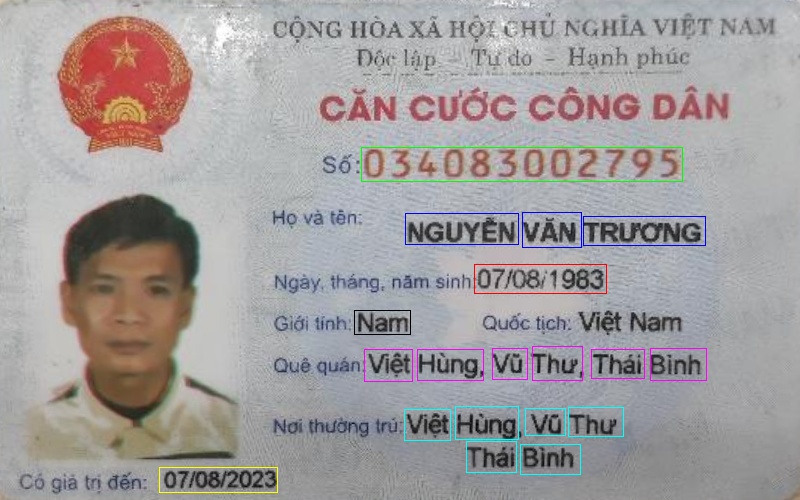 CỘNG HÒA XÃ HỘI CHỦ NGHĨA VIỆT NAM
Độc lập – Tự do – Hạnh phúc
CĂN CƯỚC CÔNG DÂN
Số: 034083002795
Họ và tên: NGUYỄN VĂN TRƯƠNG
Ngày, tháng, năm sinh: 07/08/1983
Giới tính: Nam Quốc tịch: Việt Nam
Quê quán: Việt Hùng, Vũ Thư, Thái Bình
Nơi thường trú: Việt Hùng, Vũ Thư
Thái Bình
Có giá trị đến: 07/08/2023